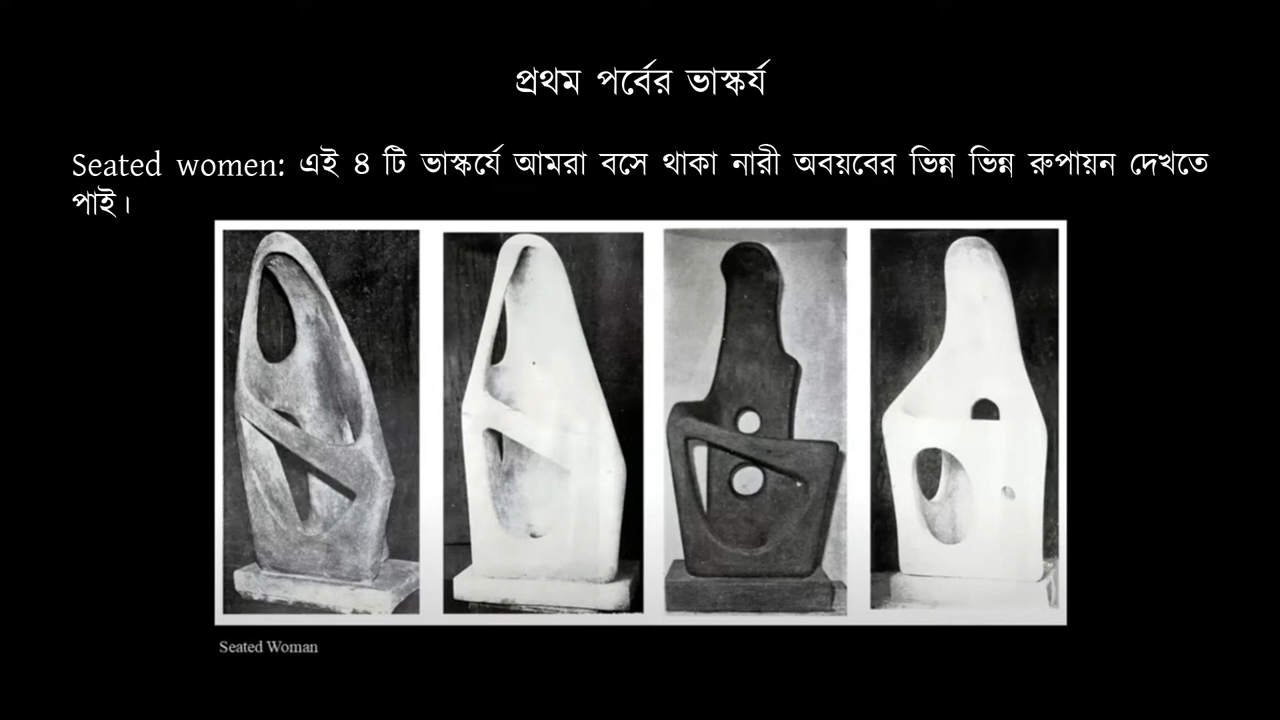 প্রথম পর্বের ভাস্কর্য
Seated women: এই ৪ টি ভাস্কর্যে আমরা বসে থাকা নারী অবয়বের ভিন্ন ভিন্ন রুপায়ন দেখতে
পাই।
Seated Woman